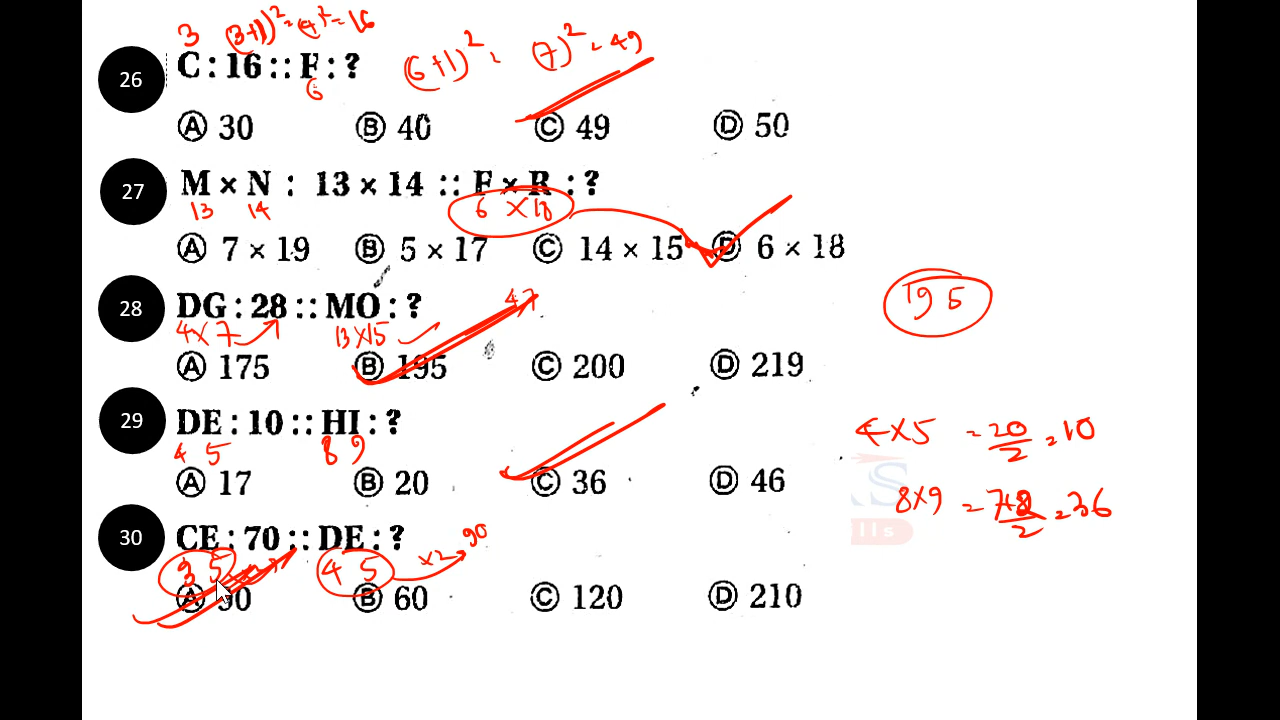 3 (3+1)² = 4² = 16
26 C : 16 : : F : ? (6+1)² = (7)² = 49
6
Ⓐ 30 Ⓑ 40 Ⓒ 49 Ⓓ 50
27 M × N : 13 × 14 : : F × R : ?
13 14 6 × 18
Ⓐ 7 × 19 Ⓑ 5 × 17 Ⓒ 14 × 15 Ⓓ 6 × 18
28 DG : 28 : : MO : ? 195
4 × 7 13 × 15
Ⓐ 175 Ⓑ 195 Ⓒ 200 Ⓓ 219
29 DE : 10 : : HI : ? 4 × 5 = 20/2 = 10
4 5 8 9
Ⓐ 17 Ⓑ 20 Ⓒ 36 Ⓓ 46 8 × 9 = 72/2 = 36
30 CE : 70 : : DE : ? ×2 90
3 5 4 5
Ⓐ 90 Ⓑ 60 Ⓒ 120 Ⓓ 210